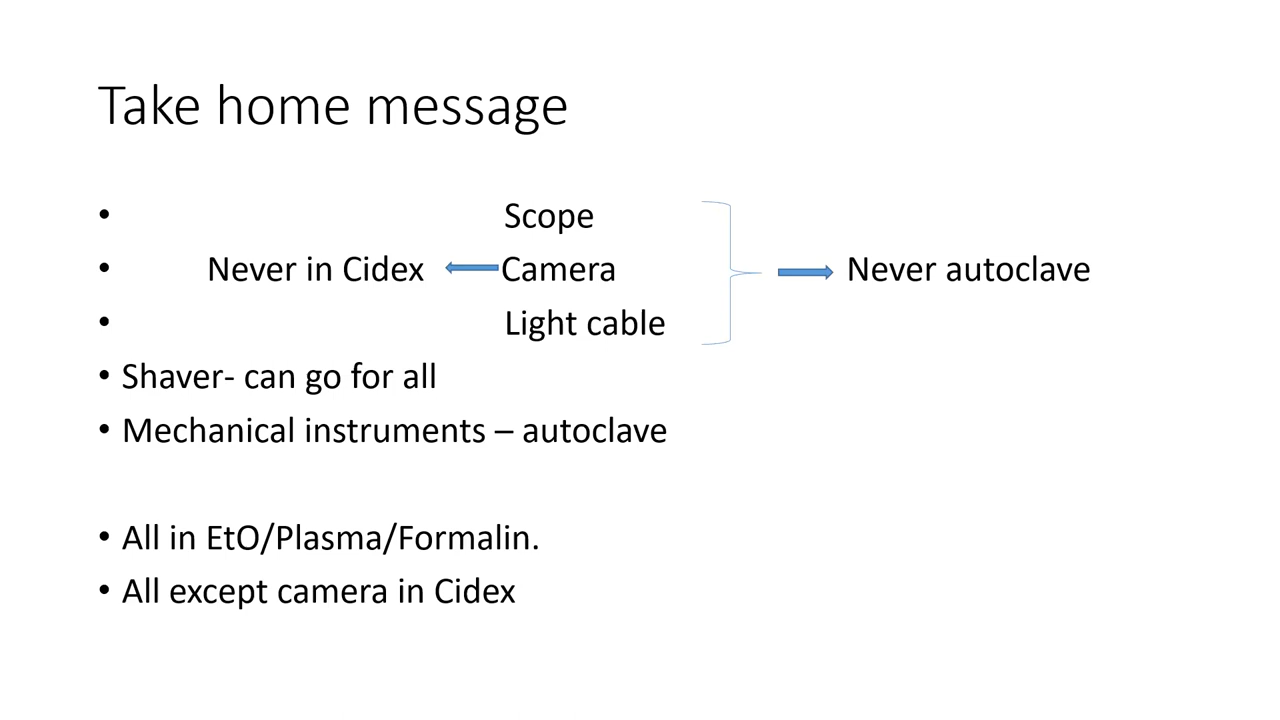 Take home message
• Scope
• Never in Cidex Camera Never autoclave
• Light cable
• Shaver- can go for all
• Mechanical instruments – autoclave
• All in EtO/Plasma/Formalin.
• All except camera in Cidex